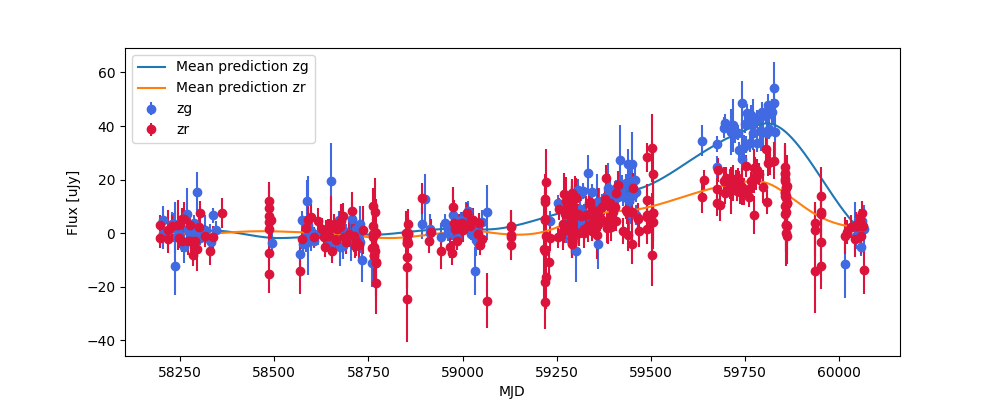 Mean prediction zg
Mean prediction zr
zg
zr
Flux [uJy]
60
40
20
0
−20
−40
58250
58500
58750
59000
59250
59500
59750
60000
MJD